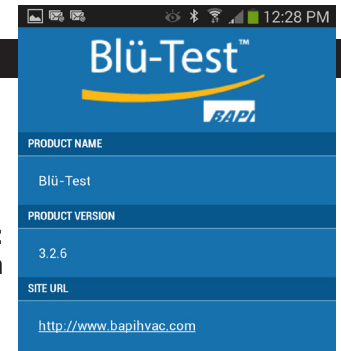 12:28 PM
Blü-Test™
BAPI
PRODUCT NAME
Blü-Test
PRODUCT VERSION
3.2.6
SITE URL
http://www.bapihvac.com